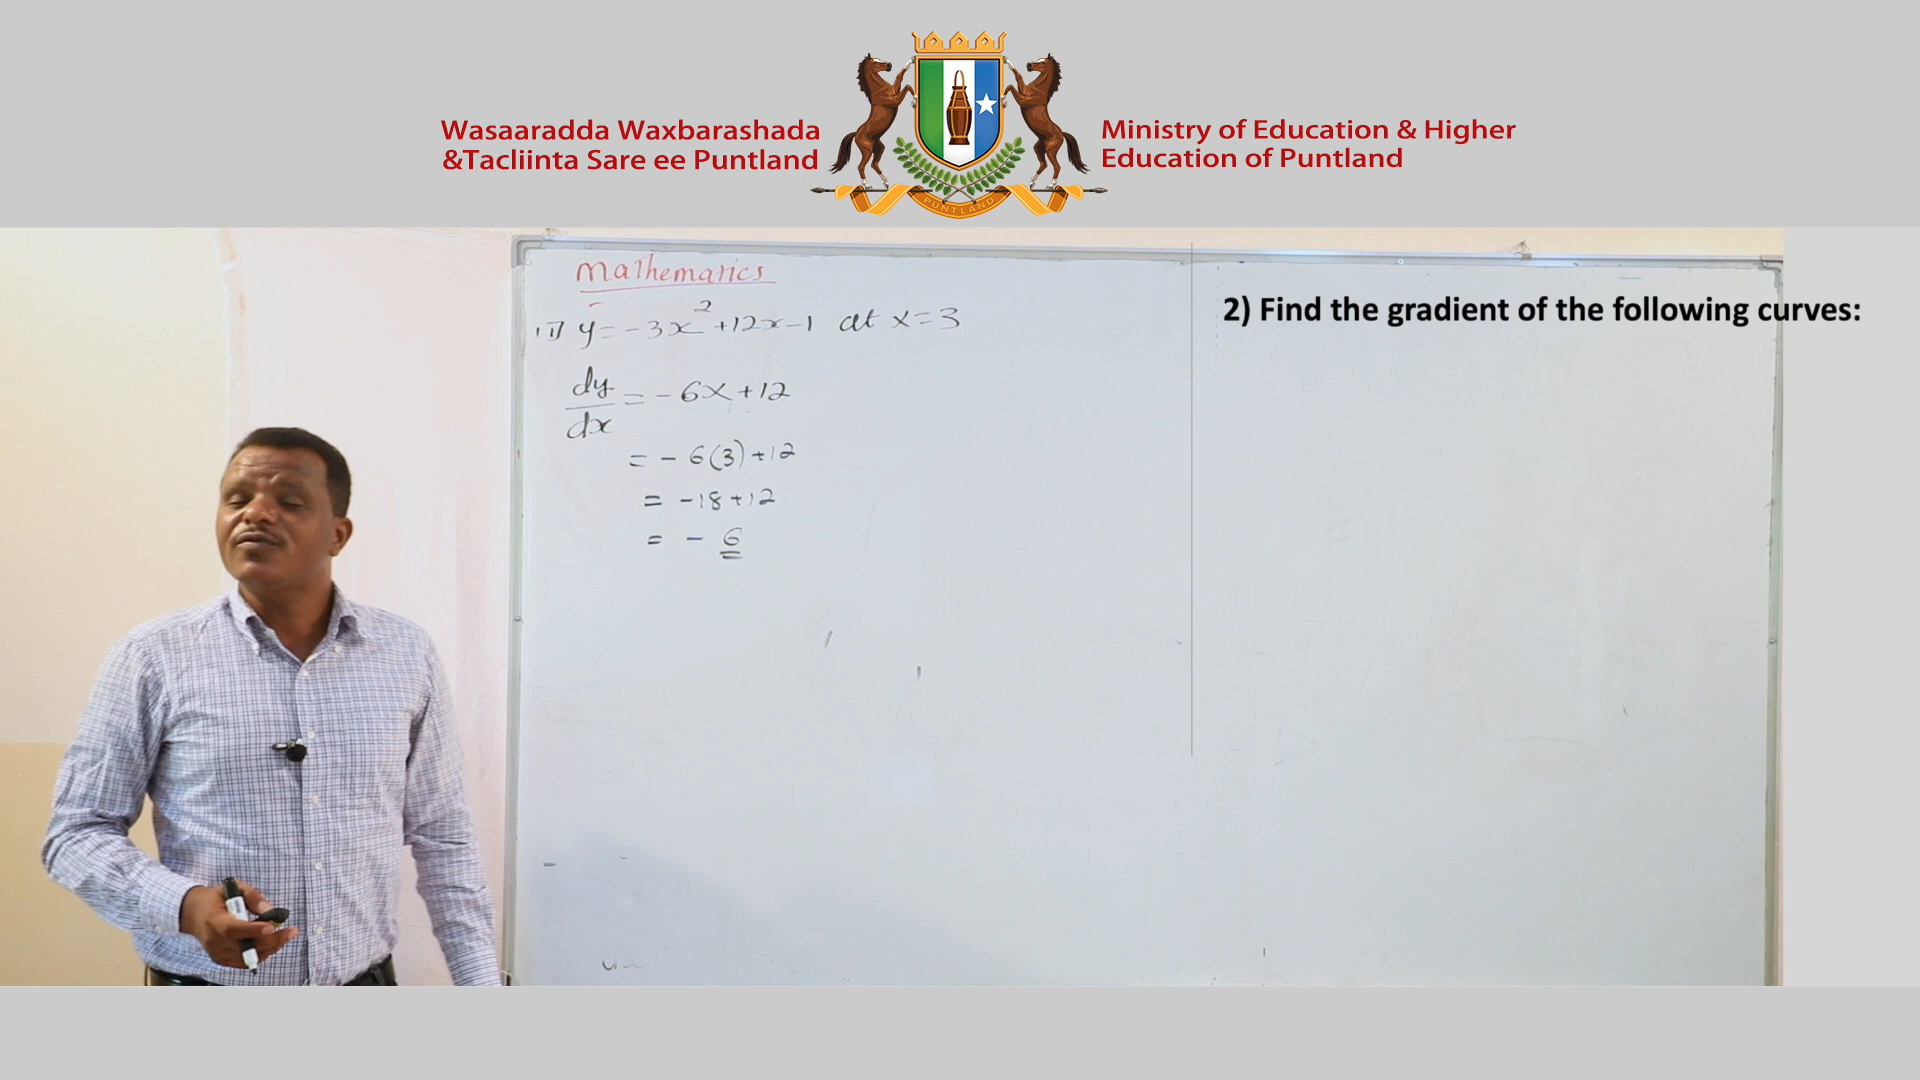 Wasaaradda Waxbarashada
&Tacliinta Sare ee Puntland
Ministry of Education & Higher
Education of Puntland
PUNTLAND
Mathematics
y = -3x² + 12x - 1 at x = 3
dy/dx = -6x + 12
= -6(3) + 12
= -18 + 12
= -6
2) Find the gradient of the following curves: